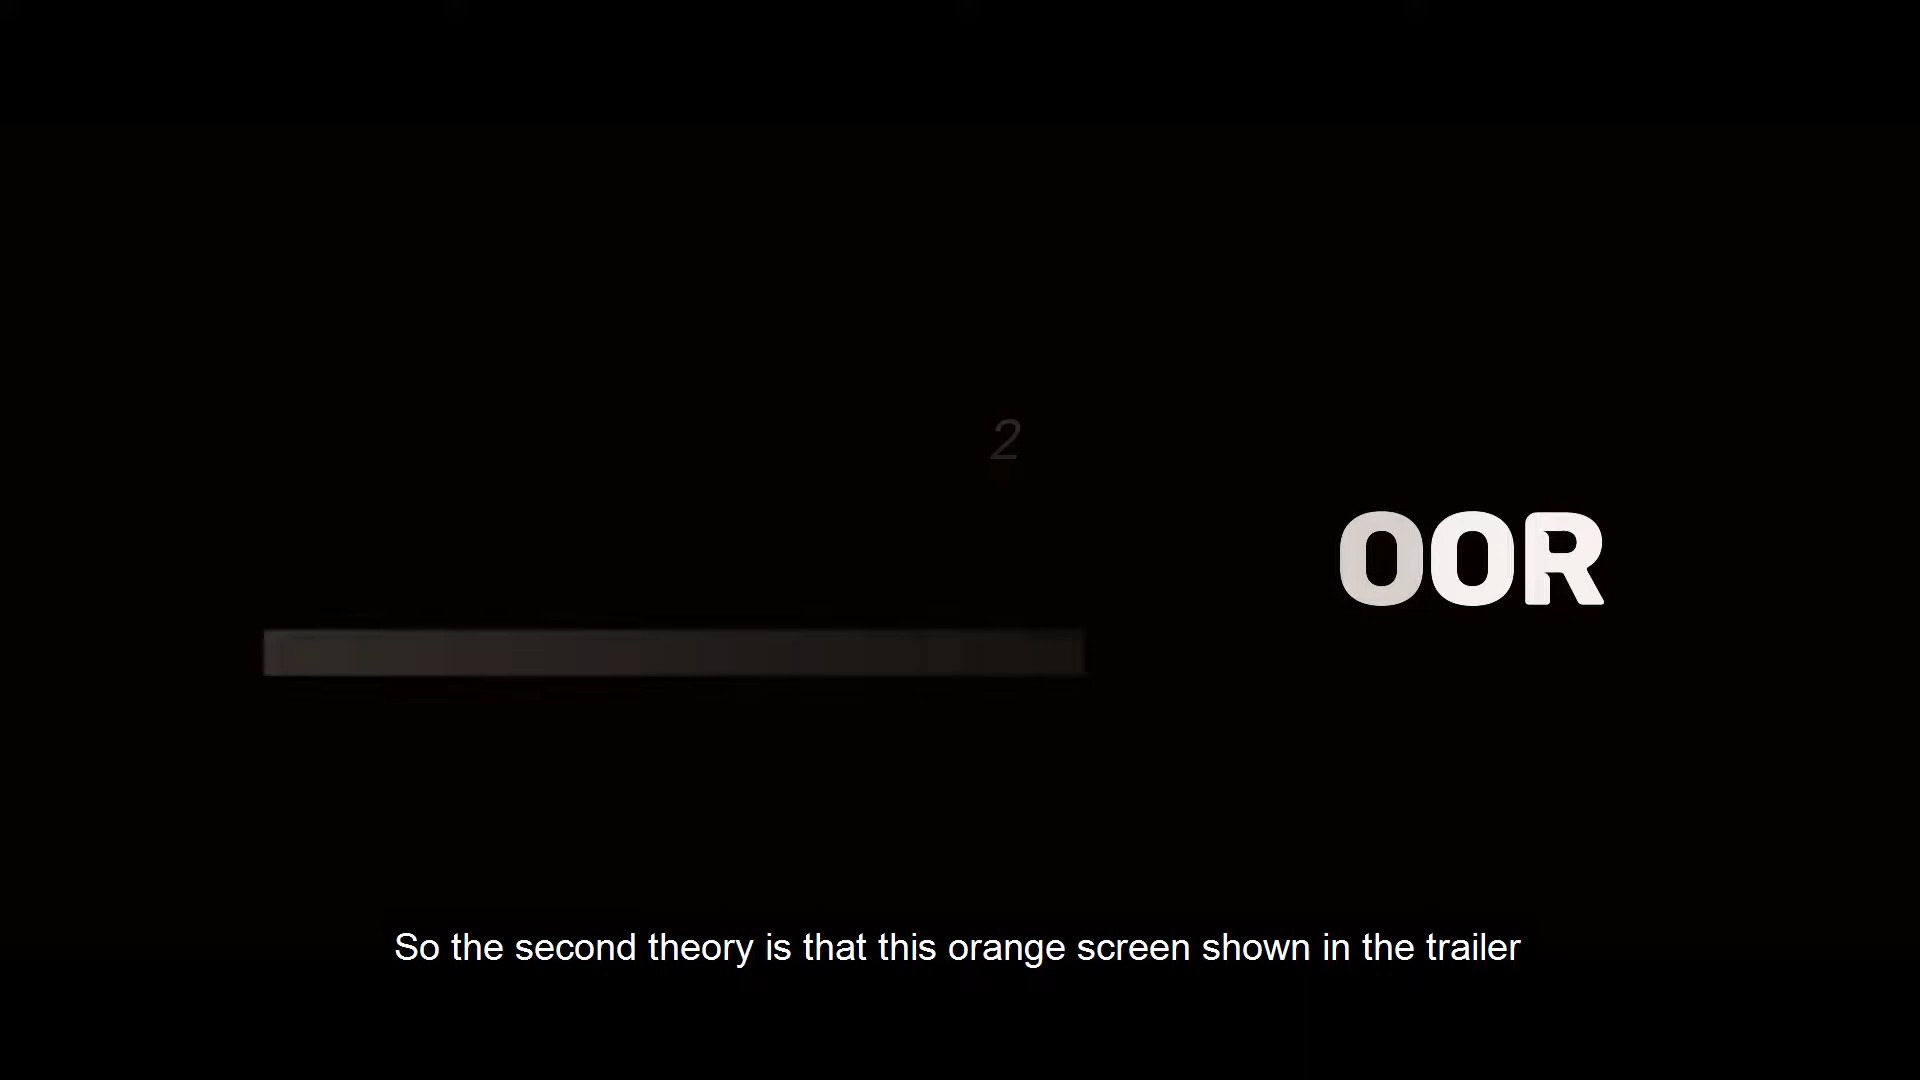 2
OOR
So the second theory is that this orange screen shown in the trailer